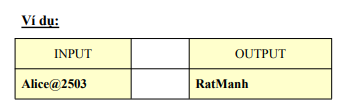 Ví dụ:
INPUT OUTPUT
Alice@2503 RatManh